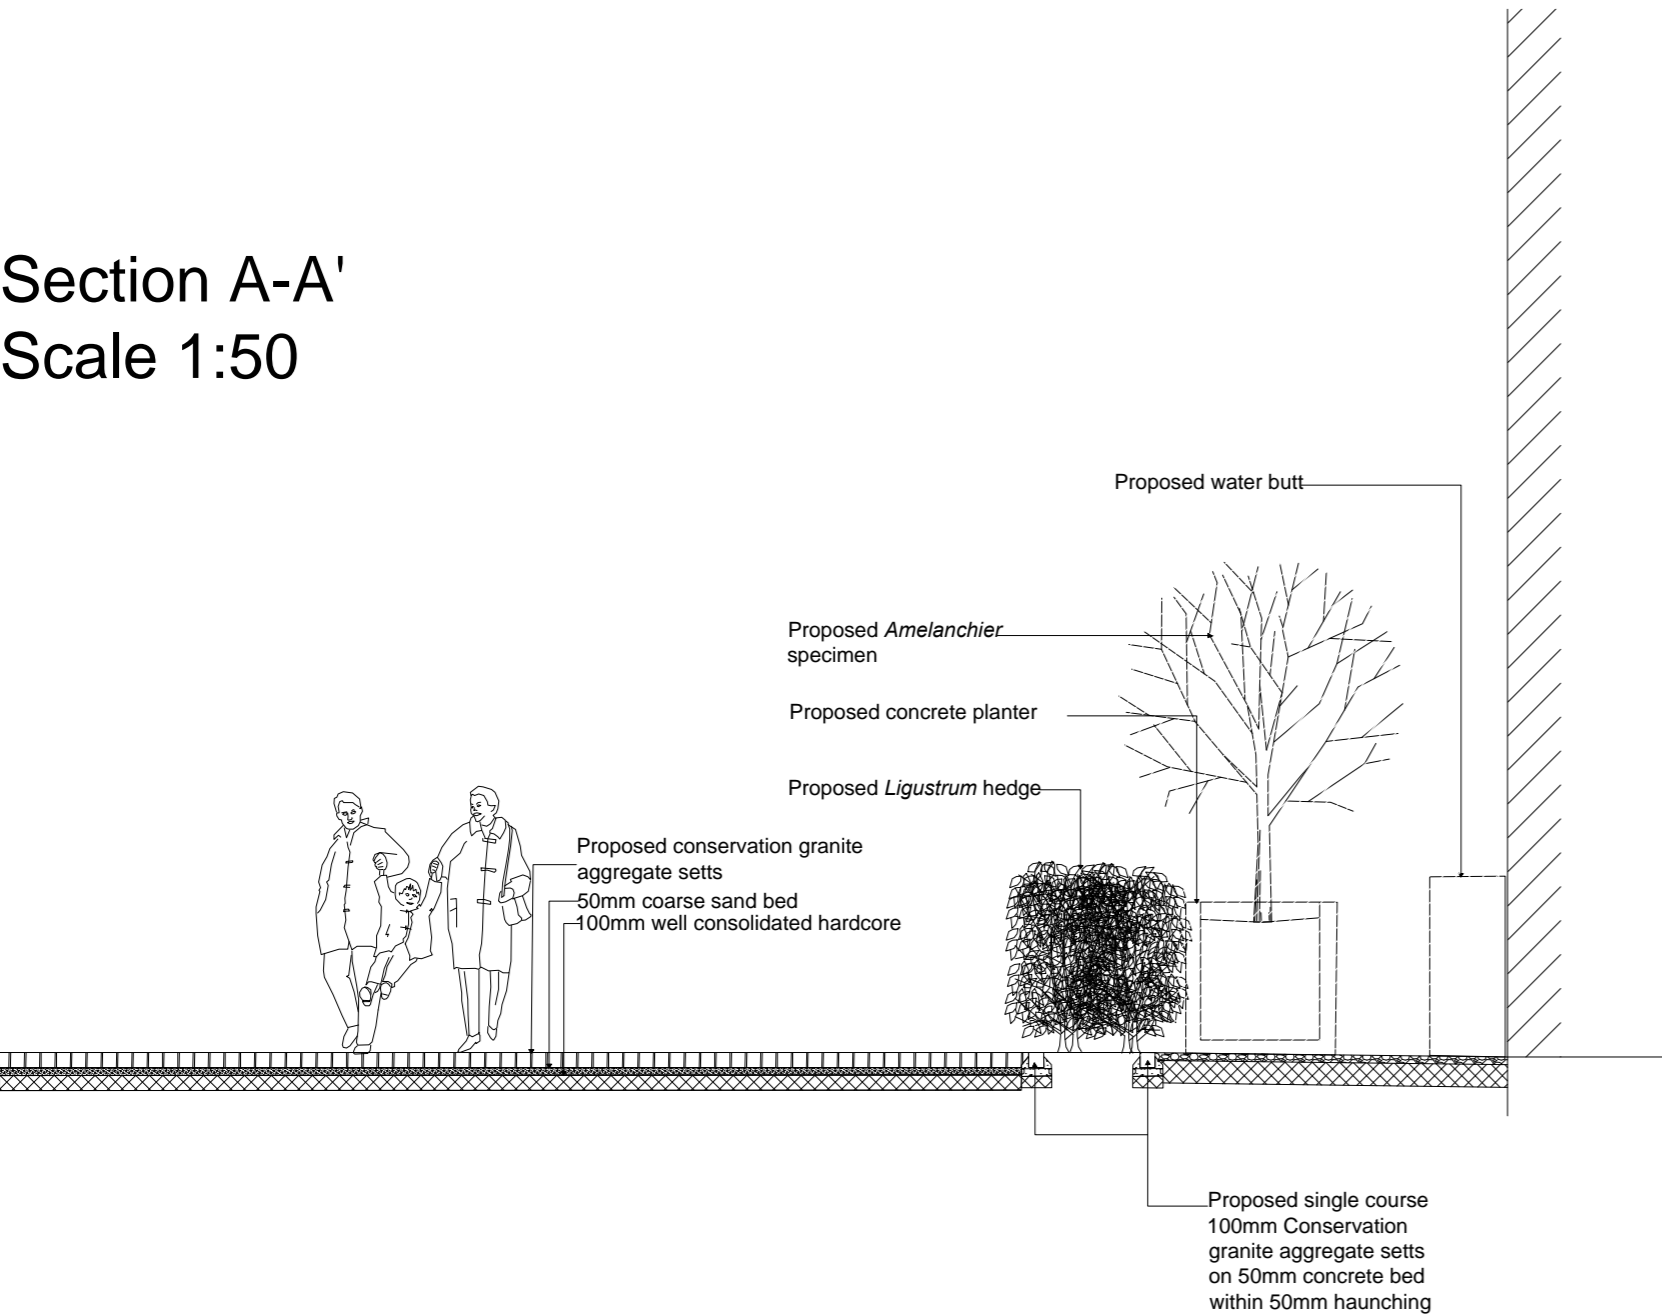 Section A-A'
Scale 1:50
Proposed water butt
Proposed Amelanchier
specimen
Proposed concrete planter
Proposed Ligustrum hedge
Proposed conservation granite
aggregate setts
50mm coarse sand bed
100mm well consolidated hardcore
Proposed single course
100mm Conservation
granite aggregate setts
on 50mm concrete bed
within 50mm haunching